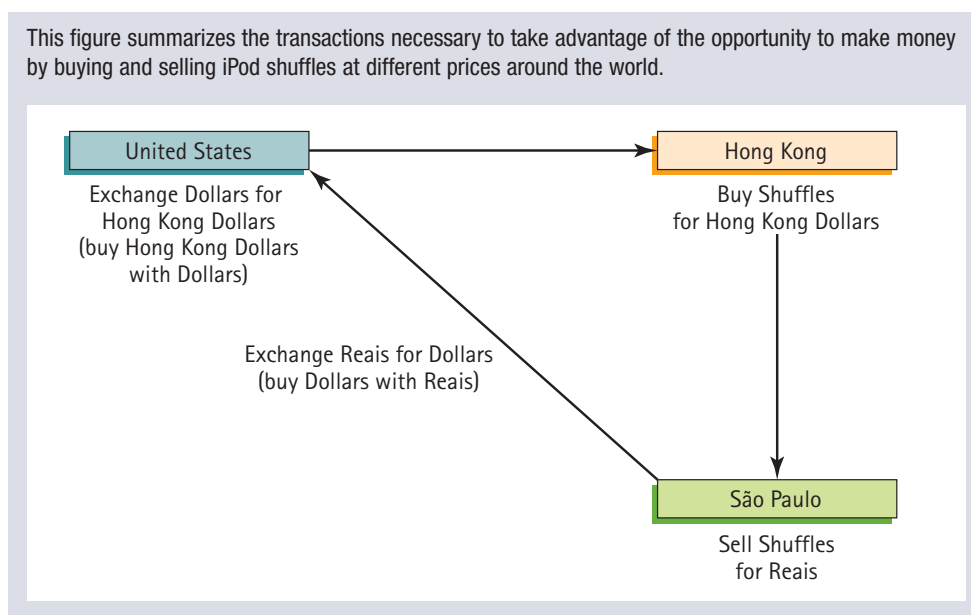 This figure summarizes the transactions necessary to take advantage of the opportunity to make money
by buying and selling iPod shuffles at different prices around the world.
United States
Exchange Dollars for
Hong Kong Dollars
(buy Hong Kong Dollars
with Dollars)
Hong Kong
Buy Shuffles
for Hong Kong Dollars
Exchange Reais for Dollars
(buy Dollars with Reais)
São Paulo
Sell Shuffles
for Reais